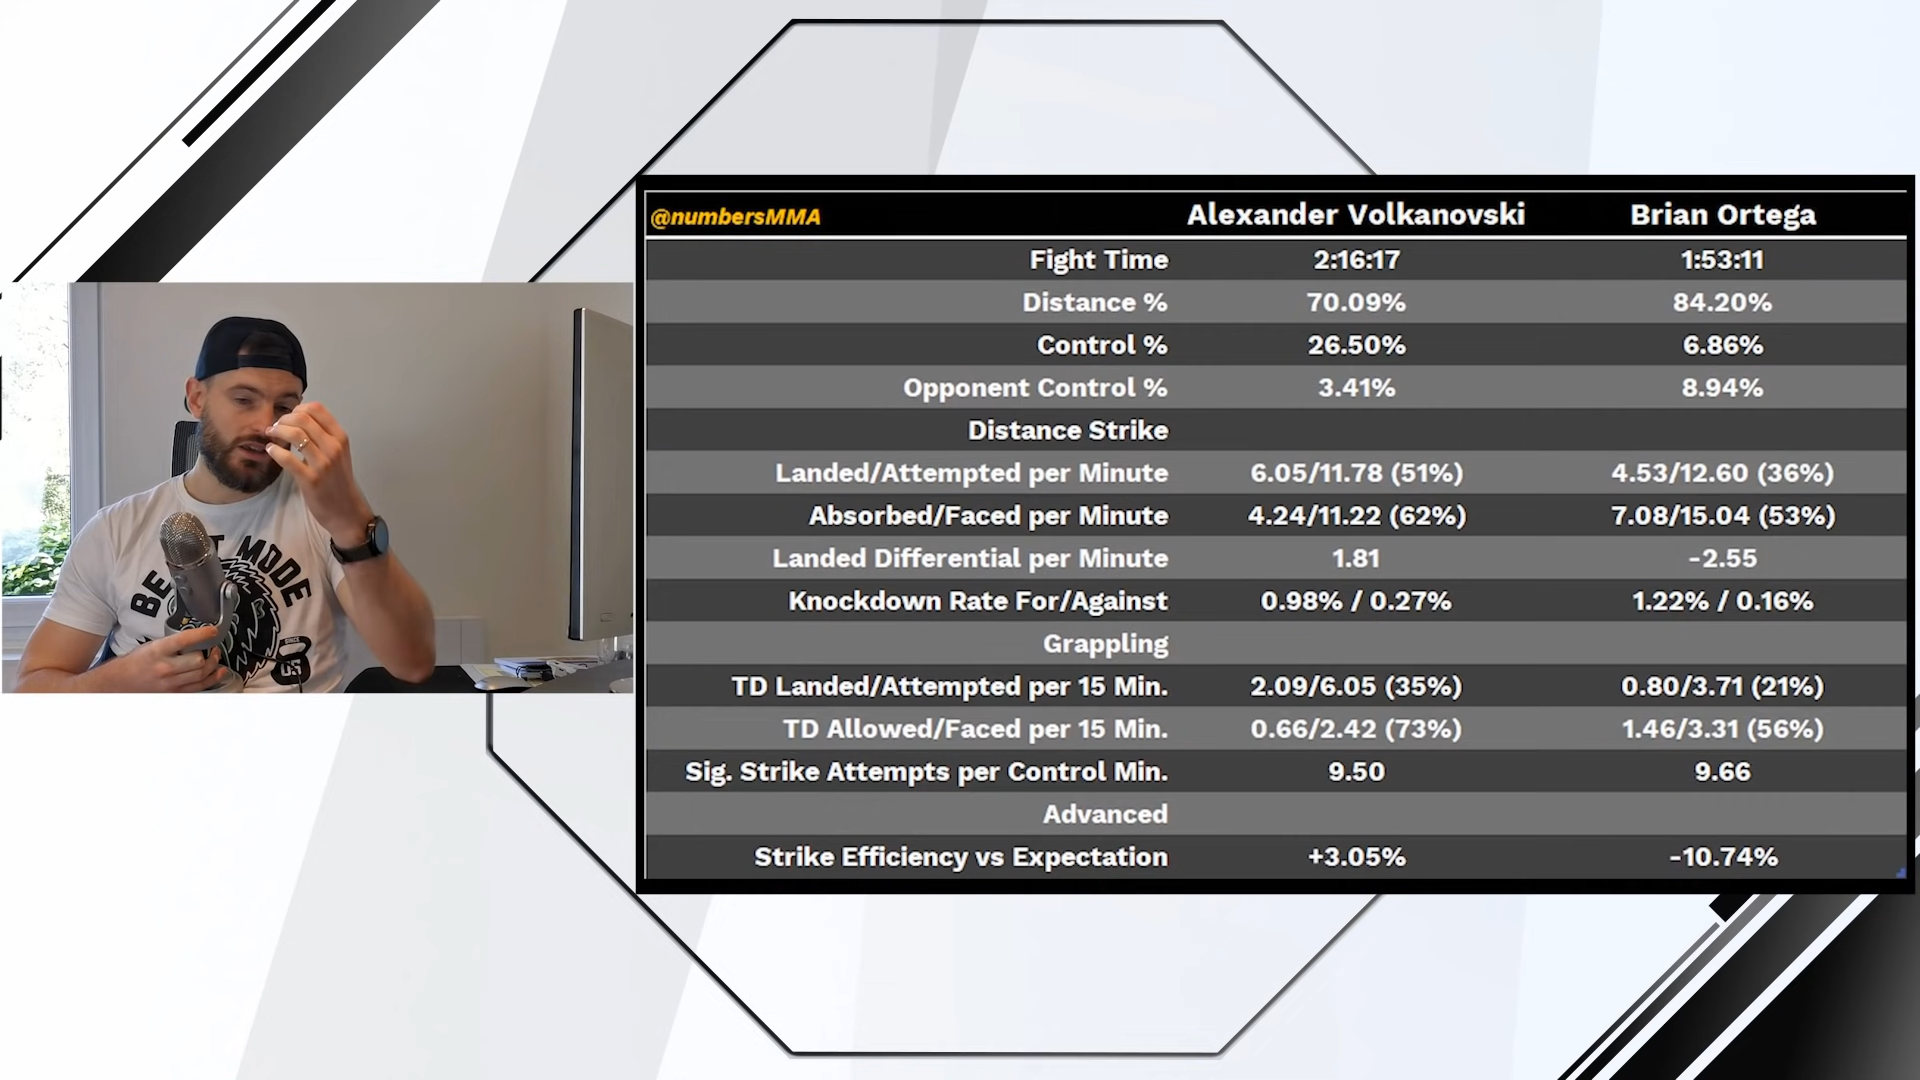 @numbersMMA Alexander Volkanovski Brian Ortega
Fight Time 2:16:17 1:53:11
Distance % 70.09% 84.20%
Control % 26.50% 6.86%
Opponent Control % 3.41% 8.94%
Distance Strike
Landed/Attempted per Minute 6.05/11.78 (51%) 4.53/12.60 (36%)
Absorbed/Faced per Minute 4.24/11.22 (62%) 7.08/15.04 (53%)
Landed Differential per Minute 1.81 -2.55
Knockdown Rate For/Against 0.98% / 0.27% 1.22% / 0.16%
Grappling
TD Landed/Attempted per 15 Min. 2.09/6.05 (35%) 0.80/3.71 (21%)
TD Allowed/Faced per 15 Min. 0.66/2.42 (73%) 1.46/3.31 (56%)
Sig. Strike Attempts per Control Min. 9.50 9.66
Advanced
Strike Efficiency vs Expectation +3.05% -10.74%
MODE
SINCE
05